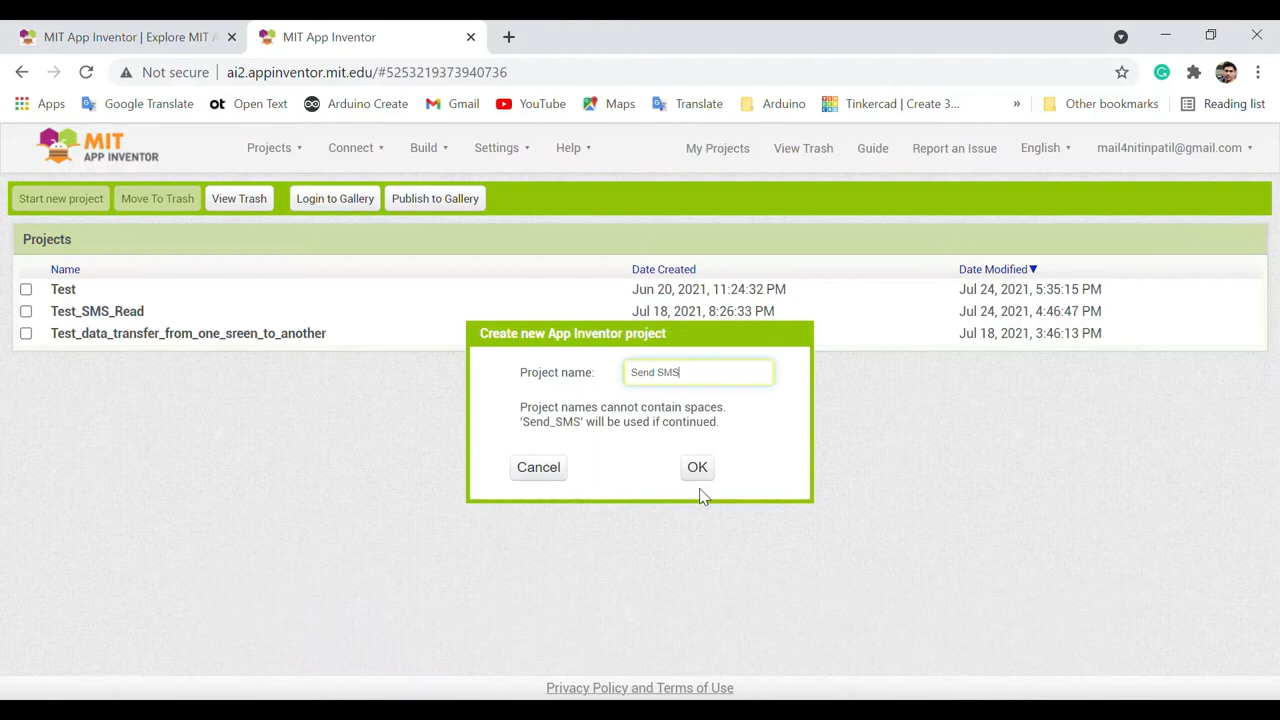 MIT App Inventor | Explore MIT A
MIT App Inventor
Not secure
ai2.appinventor.mit.edu/#5253219373940736
Apps
Google Translate
Open Text
Arduino Create
Gmail
YouTube
Maps
Translate
Arduino
Tinkercad | Create 3...
»
Other bookmarks
Reading list
MIT
APP INVENTOR
Projects
Connect
Build
Settings
Help
My Projects
View Trash
Guide
Report an Issue
English
mail4nitinpatil@gmail.com
Start new project
Move To Trash
View Trash
Login to Gallery
Publish to Gallery
Projects
Name Date Created Date Modified▼
Test Jun 20, 2021, 11:24:32 PM Jul 24, 2021, 5:35:15 PM
Test_SMS_Read Jul 18, 2021, 8:26:33 PM Jul 24, 2021, 4:46:47 PM
Test_data_transfer_from_one_sreen_to_another Jul 18, 2021, 3:46:13 PM
Create new App Inventor project
Project name: Send SMS
Project names cannot contain spaces.
'Send_SMS' will be used if continued.
Cancel
OK
Privacy Policy and Terms of Use